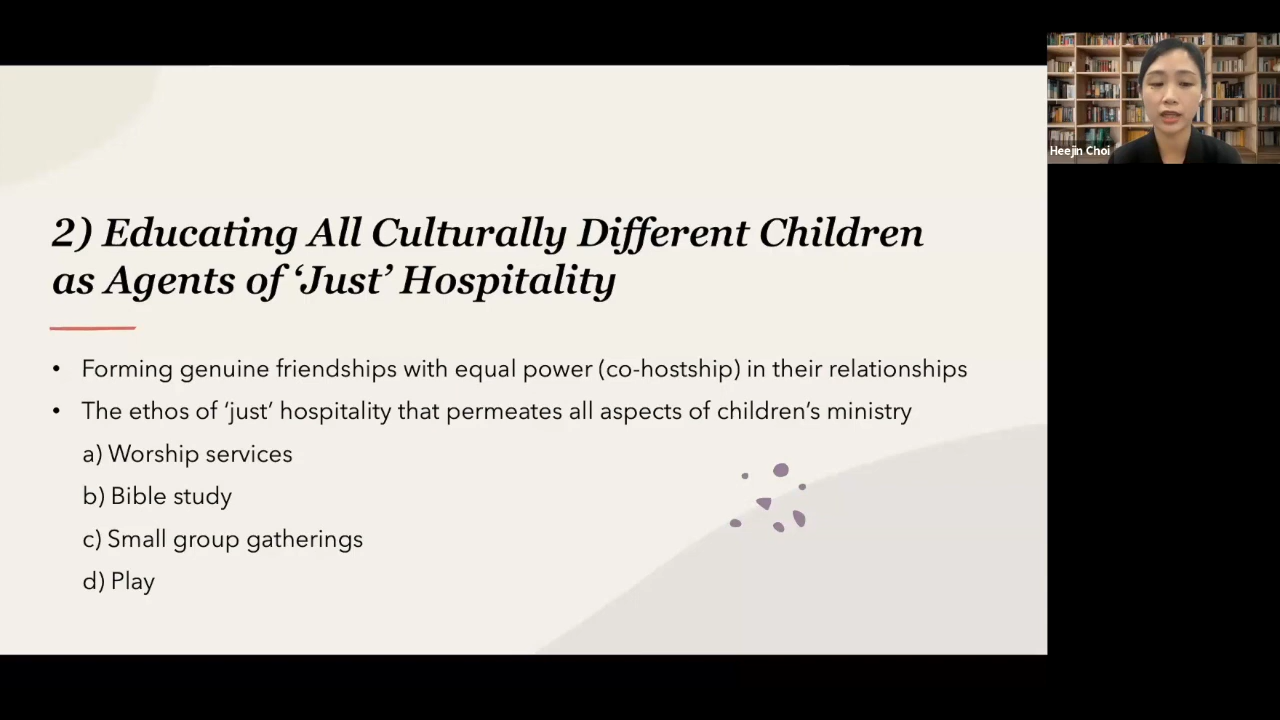 2) Educating All Culturally Different Children
as Agents of ‘Just’ Hospitality
• Forming genuine friendships with equal power (co-hostship) in their relationships
• The ethos of ‘just’ hospitality that permeates all aspects of children’s ministry
a) Worship services
b) Bible study
c) Small group gatherings
d) Play
Heejin Choi